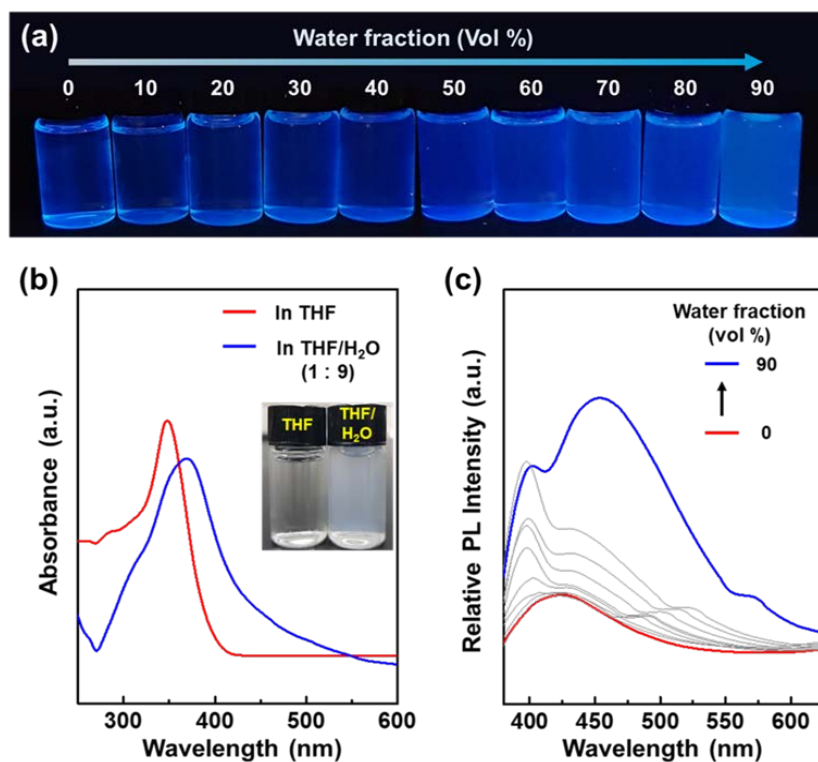 (a)
Water fraction (Vol %)
0 10 20 30 40 50 60 70 80 90
(b)
In THF
In THF/H₂O
(1 : 9)
THF
THF/
H₂O
Absorbance (a.u.)
300 400 500 600
Wavelength (nm)
(c)
Water fraction
(vol %)
90
0
Relative PL Intensity (a.u.)
400 450 500 550 600
Wavelength (nm)